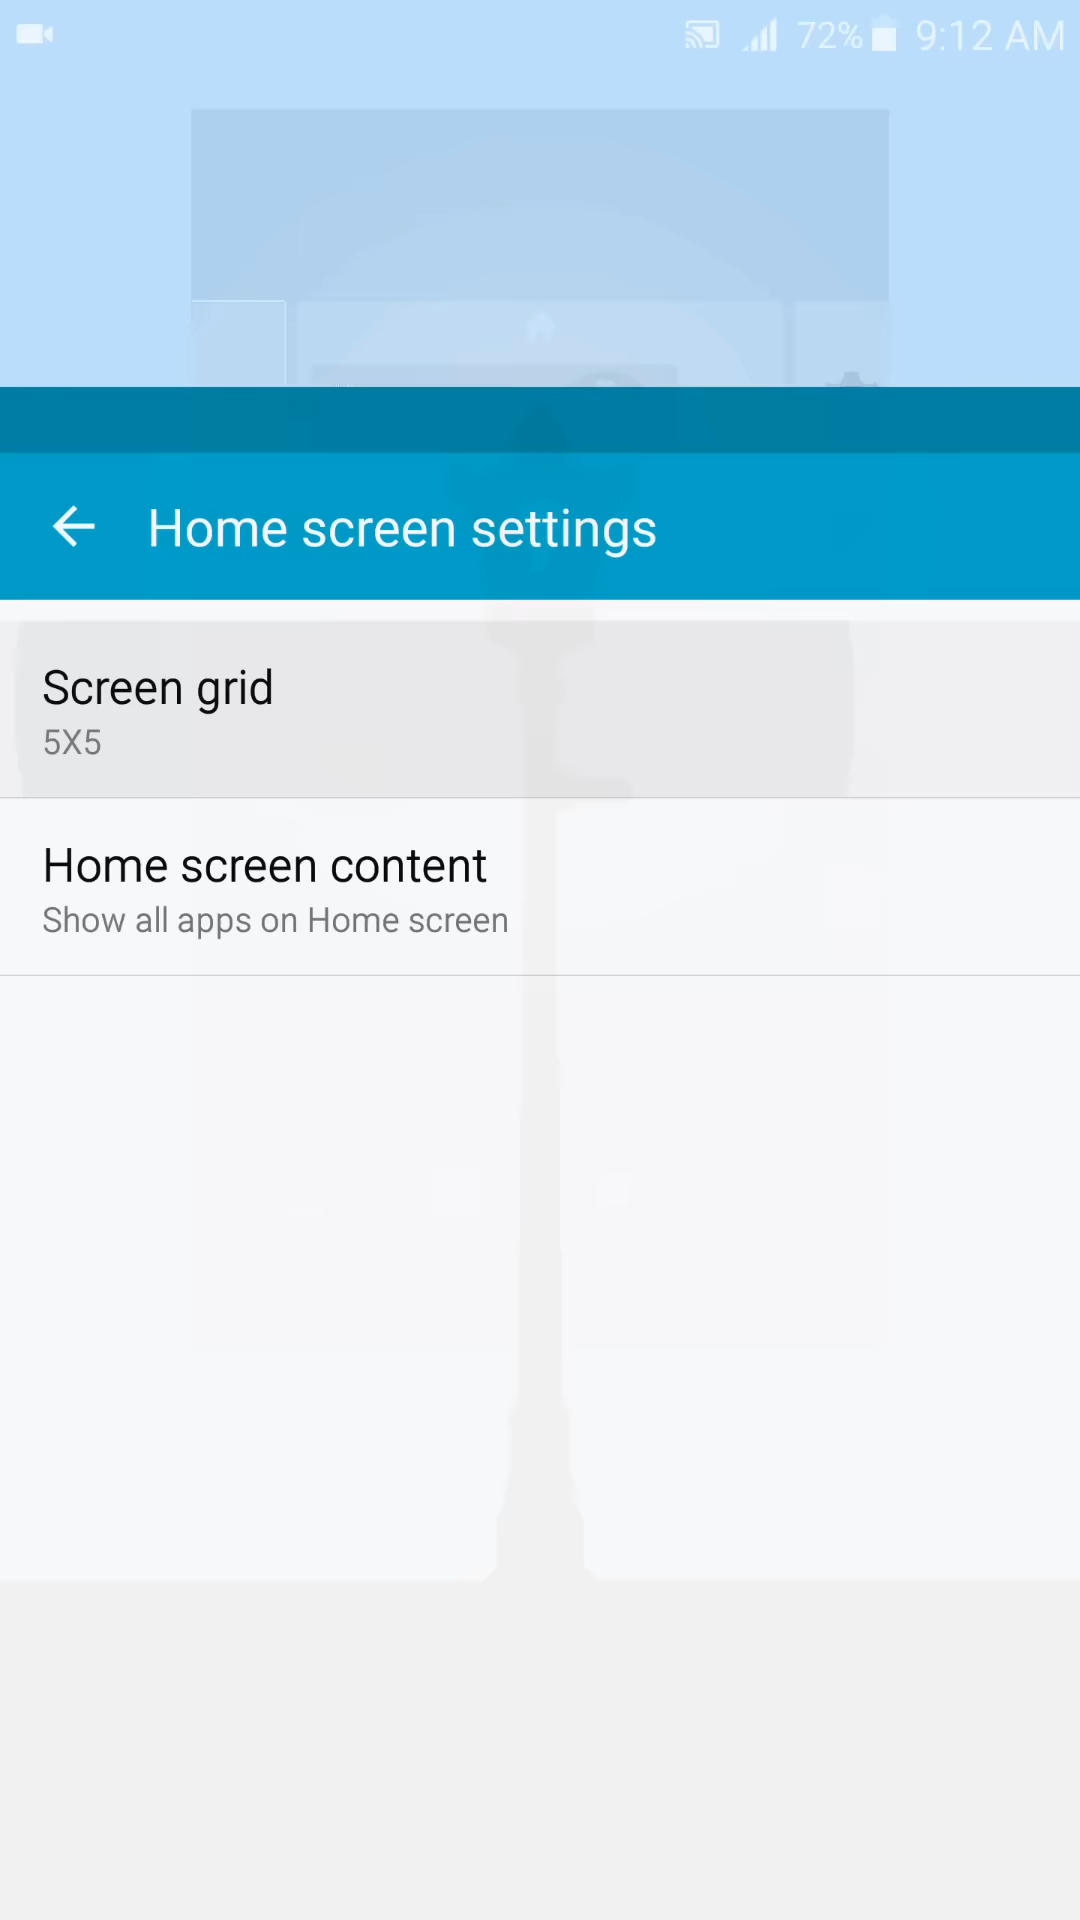 72% 9:12 AM
Home screen settings
Screen grid
5X5
Home screen content
Show all apps on Home screen